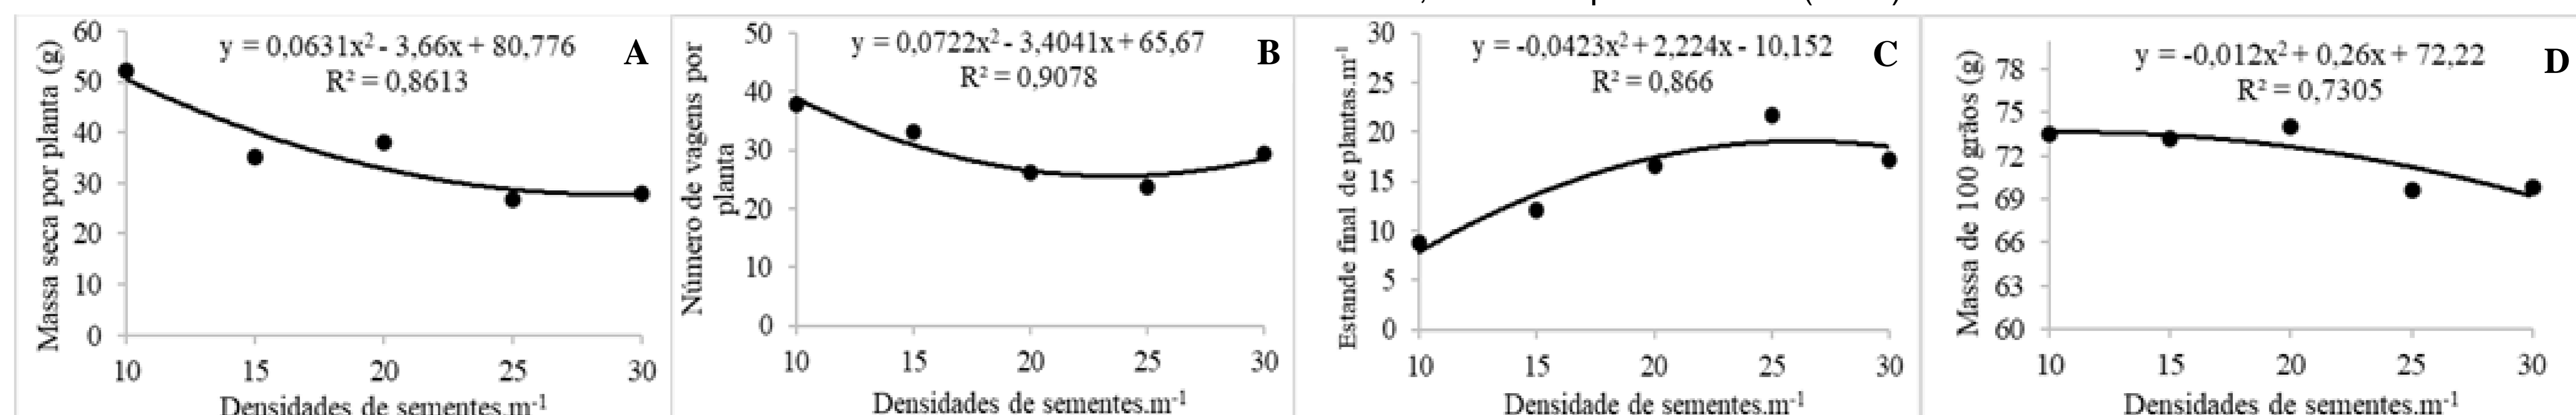 y = 0,0631x² - 3,66x + 80,776
R² = 0,8613
A
Massa seca por planta (g)
60
50
40
30
20
10
0
10 15 20 25 30
Densidades de sementes.m⁻¹
y = 0,0722x² - 3,4041x + 65,67
R² = 0,9078
B
Número de vagens por
planta
50
40
30
20
10
0
10 15 20 25 30
Densidades de sementes.m⁻¹
y = -0,0423x² + 2,224x - 10,152
R² = 0,866
C
Estande final de plantas.m⁻¹
30
25
20
15
10
5
0
10 15 20 25 30
Densidade de sementes.m⁻¹
y = -0,012x² + 0,26x + 72,22
R² = 0,7305
D
Massa de 100 grãos (g)
78
75
72
69
66
63
60
10 15 20 25 30
Densidades de sementes.m⁻¹